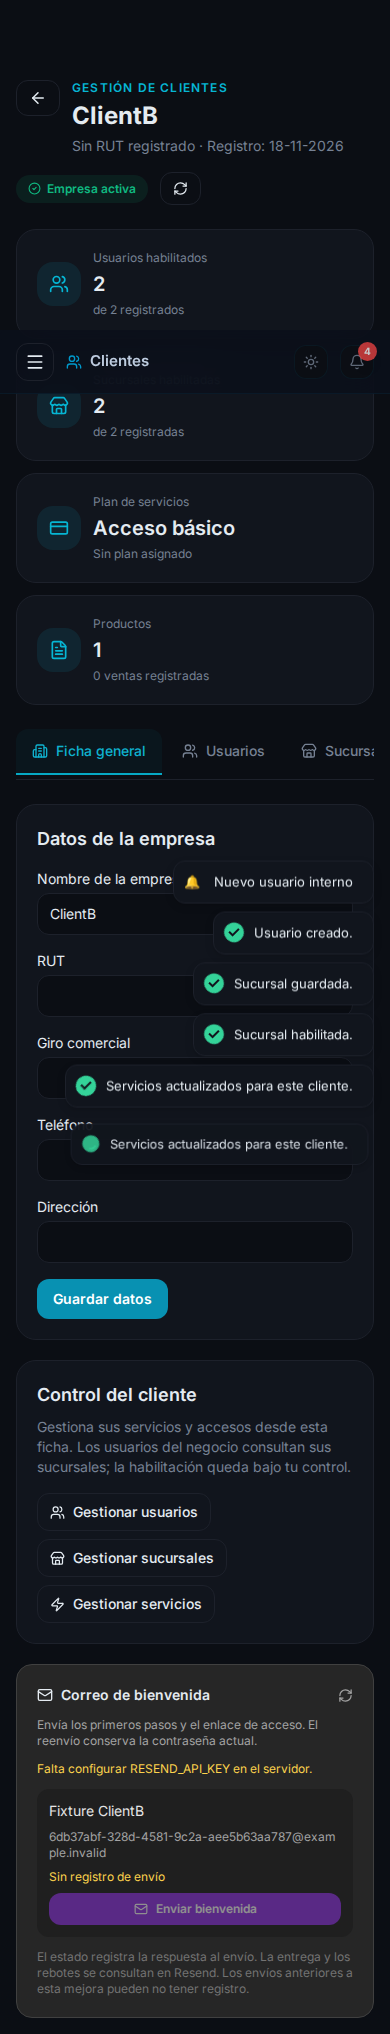 GESTIÓN DE CLIENTES
ClientB
Sin RUT registrado · Registro: 18-11-2026
Empresa activa
Usuarios habilitados
2
de 2 registrados
Clientes
4
2
de 2 registradas
Plan de servicios
Acceso básico
Sin plan asignado
Productos
1
0 ventas registradas
Ficha general
Usuarios
Datos de la empresa
Nombre de la
Nuevo usuario interno
ClientB
Usuario creado.
RUT
Sucursal guardada.
Giro comercial
Sucursal habilitada.
Servicios actualizados para este cliente.
Teléfono
Servicios actualizados para este cliente.
Dirección
Guardar datos
Control del cliente
Gestiona sus servicios y accesos desde esta
ficha. Los usuarios del negocio consultan sus
sucursales; la habilitación queda bajo tu control.
Gestionar usuarios
Gestionar sucursales
Gestionar servicios
Correo de bienvenida
Envía los primeros pasos y el enlace de acceso. El
reenvío conserva la contraseña actual.
Falta configurar RESEND_API_KEY en el servidor.
Fixture ClientB
6db37abf-328d-4581-9c2a-aee5b63aa787@exam
ple.invalid
Sin registro de envío
Enviar bienvenida
El estado registra la respuesta al envío. La entrega y los
rebotes se consultan en Resend. Los envíos anteriores a
esta mejora pueden no tener registro.